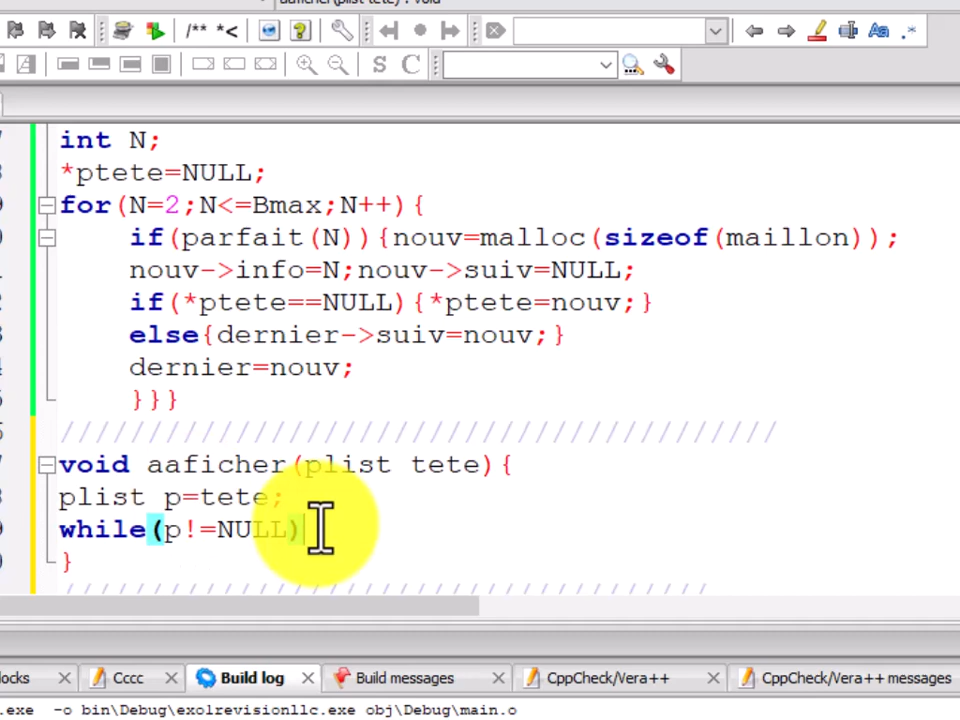 aaficher(plist tete) : void
/** *<
S C
Aa .*
int N;
*ptete=NULL;
for(N=2;N<=Bmax;N++){
if(parfait(N)){nouv=malloc(sizeof(maillon));
nouv->info=N;nouv->suiv=NULL;
if(*ptete==NULL){*ptete=nouv;}
else{dernier->suiv=nouv;}
dernier=nouv;
}}}
/////////////////////////////////////////
void aaficher(plist tete){
plist p=tete;
while(p!=NULL)
}
/////////////////////////////////////
locks Cccc Build log Build messages CppCheck/Vera++ CppCheck/Vera++ messages
.exe -o bin\Debug\exolrevisionllc.exe obj\Debug\main.o